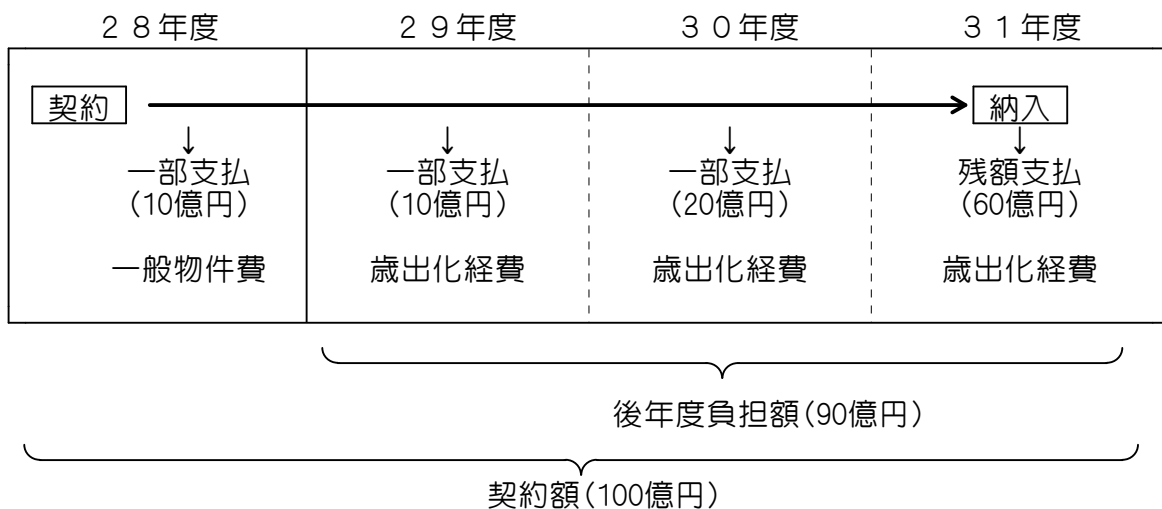 ２８年度 ２９年度 ３０年度 ３１年度
契約 納入
↓ ↓ ↓ ↓
一部支払 一部支払 一部支払 残額支払
(10億円) (10億円) (20億円) (60億円)
一般物件費 歳出化経費 歳出化経費 歳出化経費
後年度負担額(90億円)
契約額(100億円)